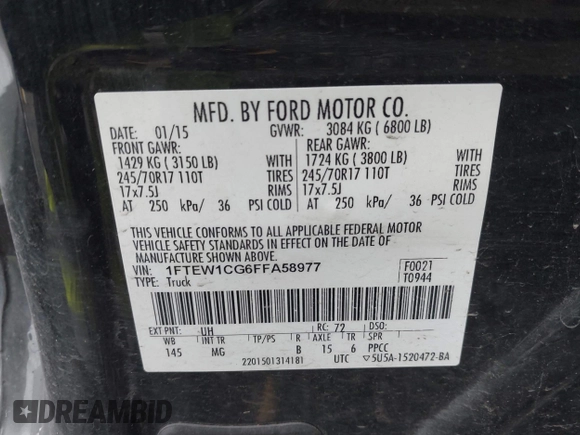 MFD. BY FORD MOTOR CO.
DATE: 01/15 GVWR: 3084 KG ( 6800 LB)
FRONT GAWR: REAR GAWR:
1429 KG ( 3150 LB) 1724 KG ( 3800 LB)
245/70R17 110T TIRES 245/70R17 110T TIRES
17x7.5J RIMS 17x7.5J RIMS
AT 250 kPa/ 36 PSI COLD AT 250 kPa/ 36 PSI COLD
THIS VEHICLE CONFORMS TO ALL APPLICABLE FEDERAL MOTOR
VEHICLE SAFETY STANDARDS IN EFFECT ON THE DATE OF
MANUFACTURE SHOWN ABOVE.
VIN: 1FTEW1CG6FFA58977 F0021
TYPE: Truck T0944
EXT PNT: UH RC: 72 DSO:
WB INT TR TP/PS R AXLE TR SPR
145 MG B 15 6 PPCC
2201501314181 UTC ▽5U5A-1520472-BA
DREAMBID
dreambidcars.com